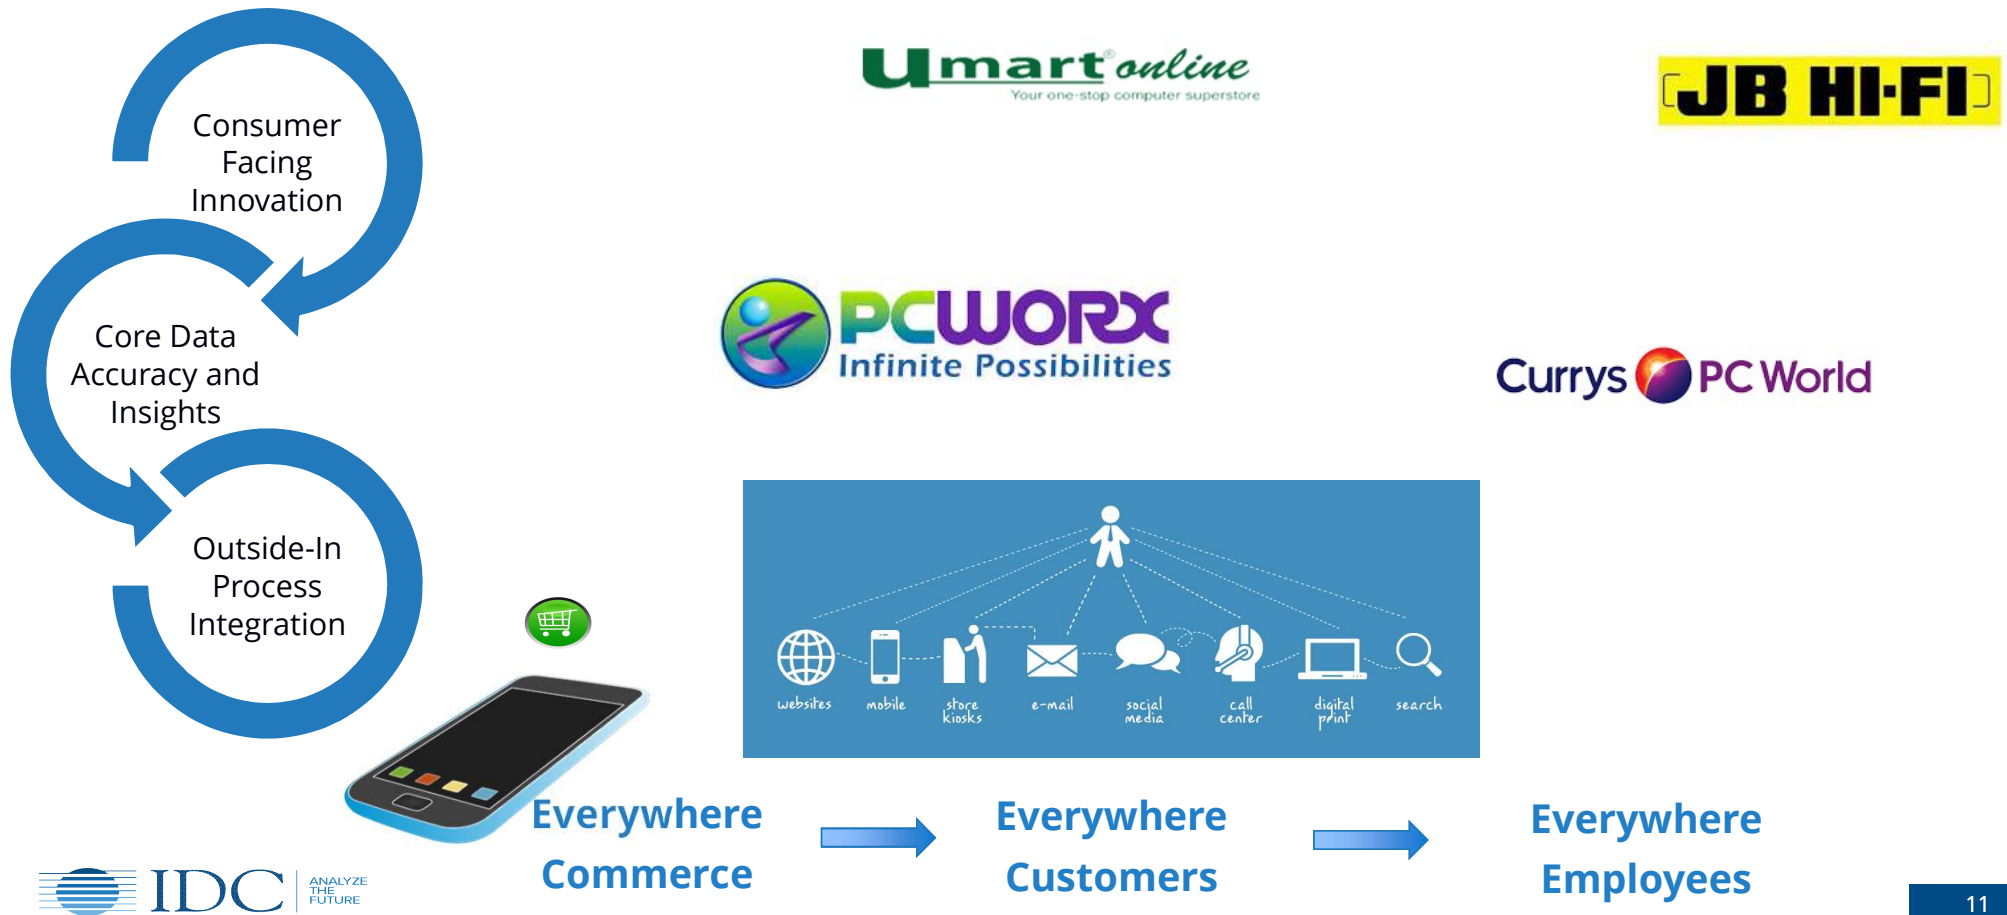 Consumer
Facing
Innovation
Core Data
Accuracy and
Insights
Outside-In
Process
Integration
Umart® online
Your one-stop computer superstore
JB HI-FI
PCWORX
Infinite Possibilities
Currys PC World
websites mobile store kiosks e-mail social media call center digital print search
Everywhere
Commerce
Everywhere
Customers
Everywhere
Employees
IDC
ANALYZE
THE
FUTURE
11